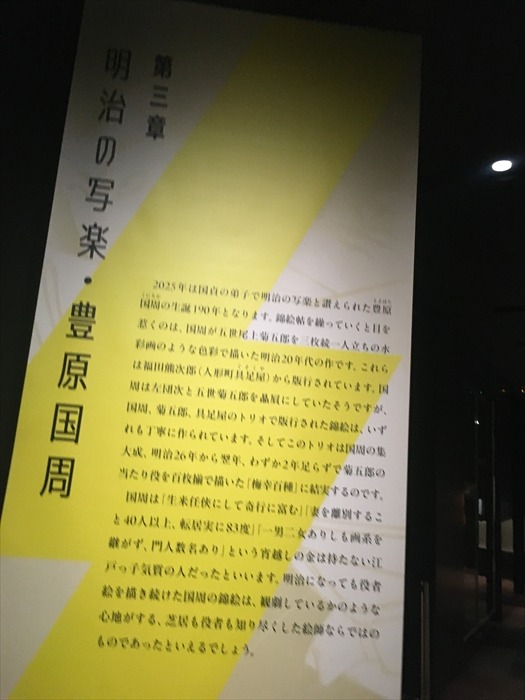 第三章
明治の写楽・豊原国周
2025年は国貞の弟子で明治の写楽と讃えられた豊原
国周の生誕190年となります。錦絵帖を繰っていくと目を
惹くのは、国周が五世尾上菊五郎を三枚続一人立ちの水
彩画のような色彩で描いた明治20年代の作です。これら
は福田熊次郎(人形町具足屋)から版行されています。国
周は左団次と五世菊五郎を贔屓にしていたそうですが、
国周、菊五郎、具足屋のトリオで版行された錦絵は、いず
れも丁寧に作られています。そしてこのトリオは国周の集
大成、明治26年から翌年、わずか2年足らずで菊五郎の
当たり役を百枚揃で描いた「梅幸百種」に結実するのです。
国周は「生来任侠にして奇行に富む」「妻を離別するこ
と40人以上、転居実に83度」「一男二女ありしも画系を
継がず、門人数名あり」という宵越しの金は持たない江
戸っ子気質の人だったといいます。明治になっても役者
絵を描き続けた国周の錦絵は、観劇しているかのような
心地がする、芝居も役者も知り尽くした絵師ならではの
ものであったといえるでしょう。